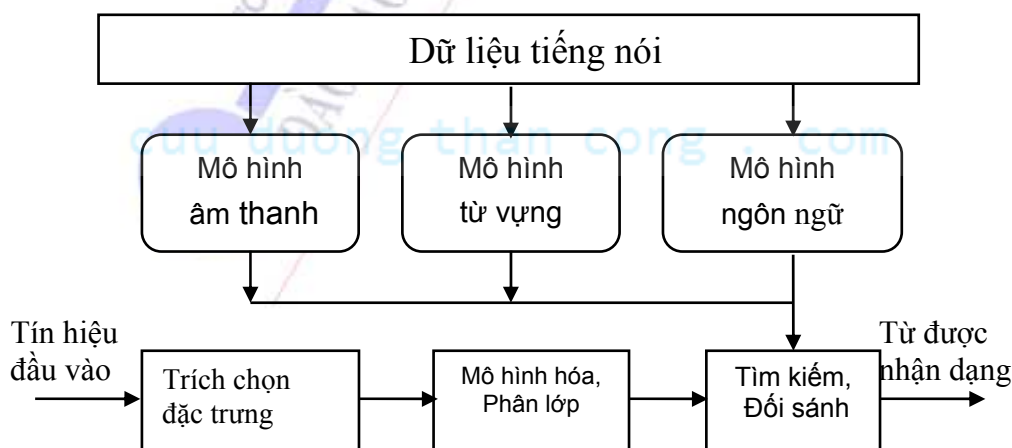 Dữ liệu tiếng nói
cuu duong than cong . com
Mô hình
âm thanh
Mô hình
từ vựng
Mô hình
ngôn ngữ
Tín hiệu
đầu vào
Trích chọn
đặc trưng
Mô hình hóa,
Phân lớp
Tìm kiếm,
Đối sánh
Từ được
nhận dạng